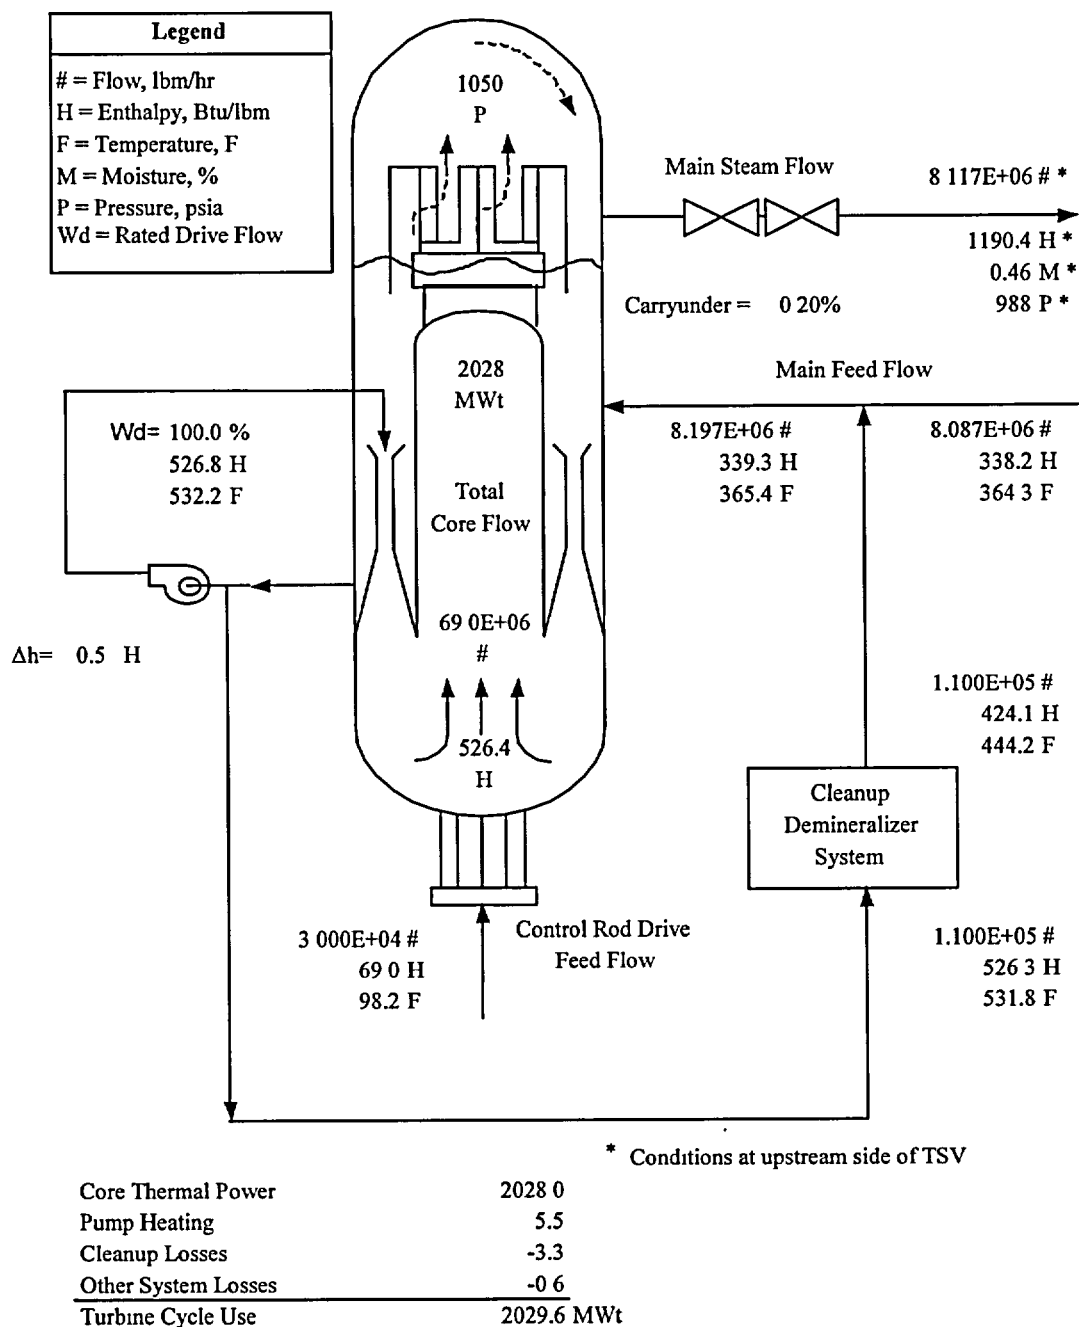 Legend
# = Flow, lbm/hr
H = Enthalpy, Btu/lbm
F = Temperature, F
M = Moisture, %
P = Pressure, psia
Wd = Rated Drive Flow
1050
P
Main Steam Flow
8 117E+06 # *
1190.4 H *
0.46 M *
988 P *
Carryunder = 0 20%
2028
MWt
Main Feed Flow
Wd= 100.0 %
526.8 H
532.2 F
8.197E+06 #
339.3 H
365.4 F
8.087E+06 #
338.2 H
364 3 F
Total
Core Flow
69 0E+06
#
Δh= 0.5 H
526.4
H
1.100E+05 #
424.1 H
444.2 F
Cleanup
Demineralizer
System
3 000E+04 #
69 0 H
98.2 F
Control Rod Drive
Feed Flow
1.100E+05 #
526 3 H
531.8 F
* Conditions at upstream side of TSV
Core Thermal Power 2028 0
Pump Heating 5.5
Cleanup Losses -3.3
Other System Losses -0 6
Turbine Cycle Use 2029.6 MWt